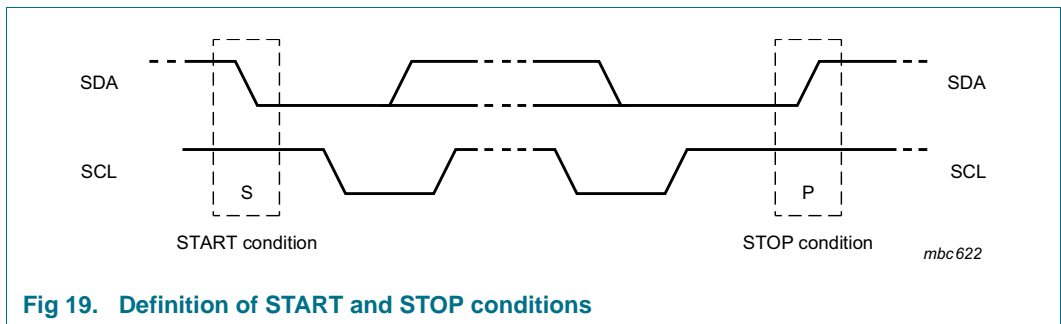 SDA
SDA
SCL
SCL
S
P
START condition
STOP condition
mbc622
Fig 19. Definition of START and STOP conditions